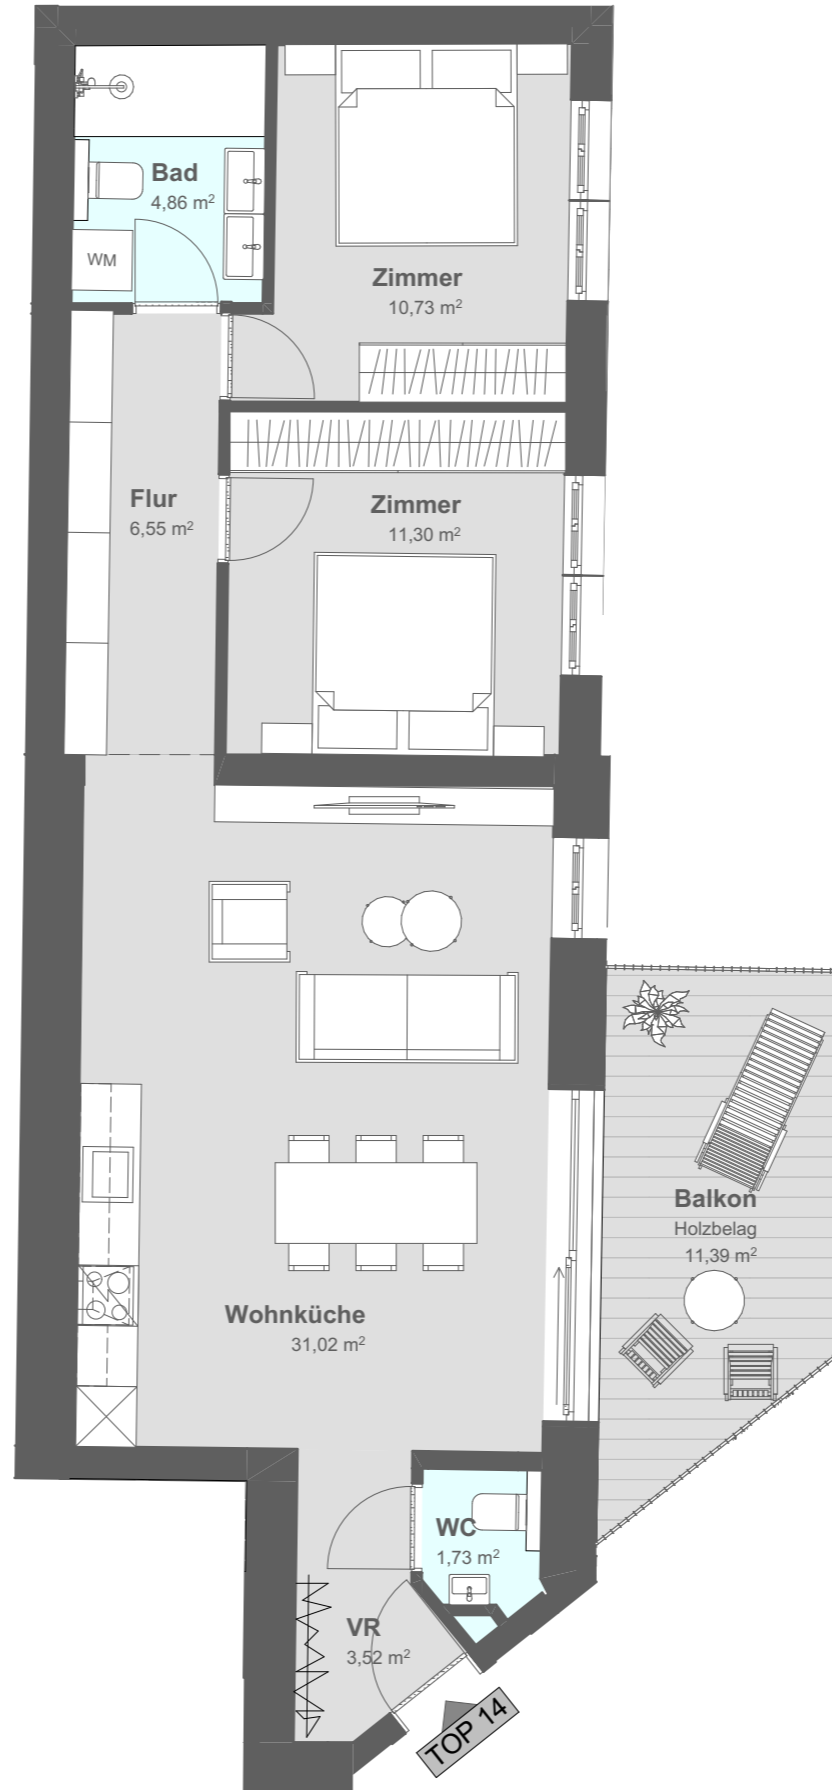 Bad
4,86 m²
WM
Zimmer
10,73 m²
Flur
6,55 m²
Zimmer
11,30 m²
Balkon
Holzbelag
11,39 m²
Wohnküche
31,02 m²
WC
1,73 m²
VR
3,52 m²
TOP 14